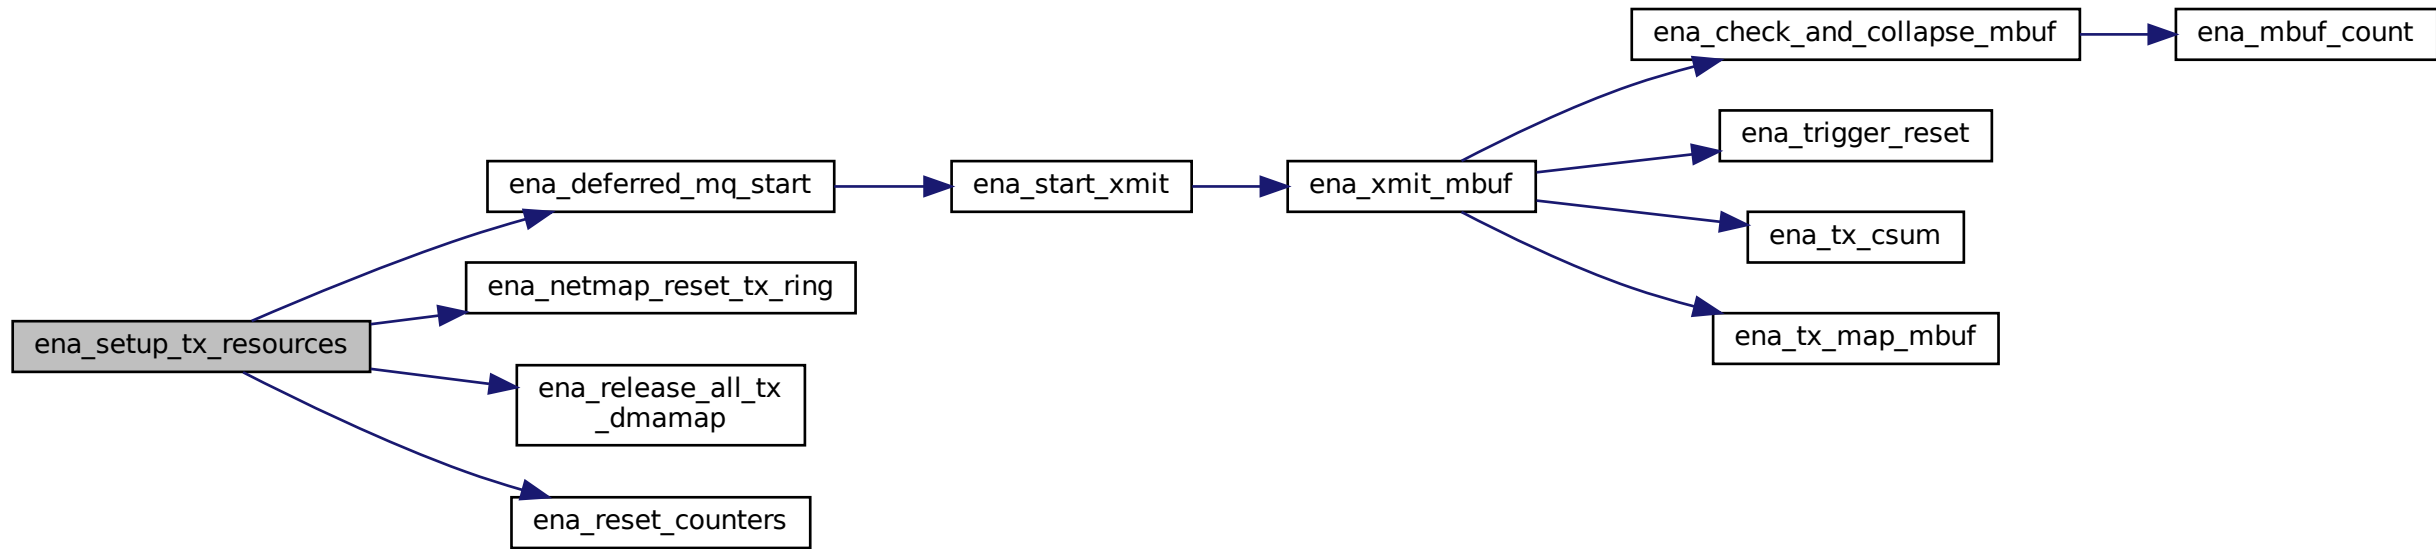 ena_setup_tx_resources
ena_deferred_mq_start
ena_netmap_reset_tx_ring
ena_release_all_tx
_dmamap
ena_reset_counters
ena_start_xmit
ena_xmit_mbuf
ena_check_and_collapse_mbuf
ena_trigger_reset
ena_tx_csum
ena_tx_map_mbuf
ena_mbuf_count